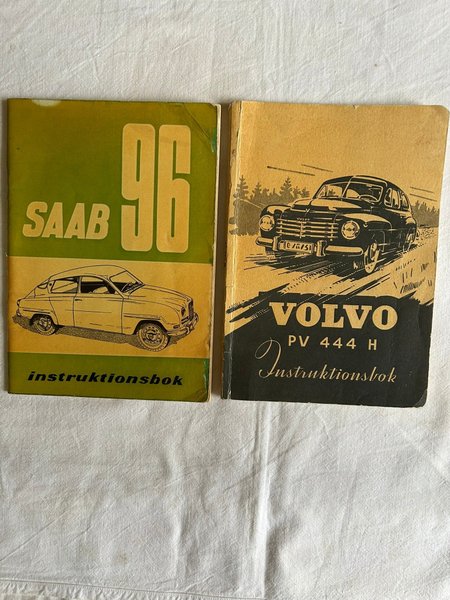 SAAB 96
instruktionsbok
VOLVO
PV 444 H
Instruktionsbok